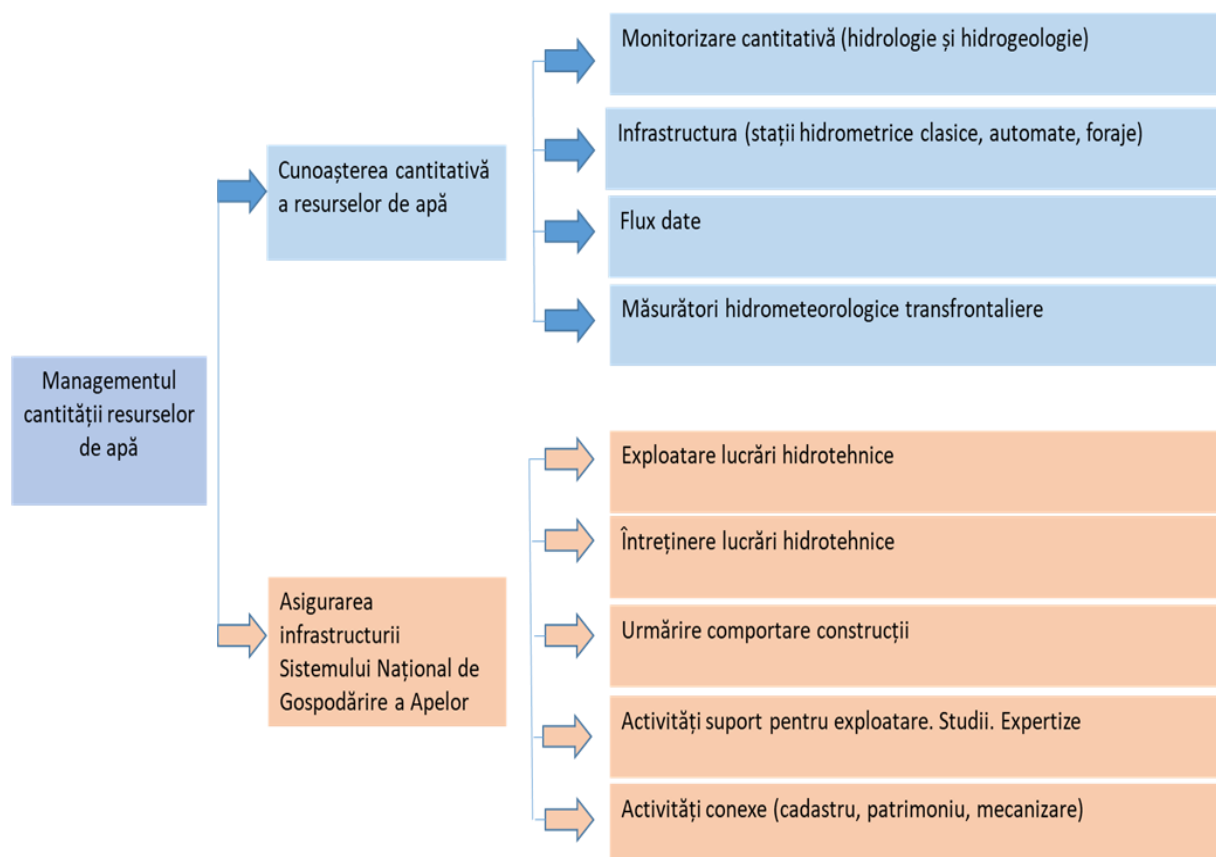 Managementul
cantității resurselor
de apă
Cunoașterea cantitativă
a resurselor de apă
Monitorizare cantitativă (hidrologie și hidrogeologie)
Infrastructura (stații hidrometrice clasice, automate, foraje)
Flux date
Măsurători hidrometeorologice transfrontaliere
Asigurarea
infrastructurii
Sistemului Național de
Gospodărire a Apelor
Exploatare lucrări hidrotehnice
Întreținere lucrări hidrotehnice
Urmărire comportare construcții
Activități suport pentru exploatare. Studii. Expertize
Activități conexe (cadastru, patrimoniu, mecanizare)